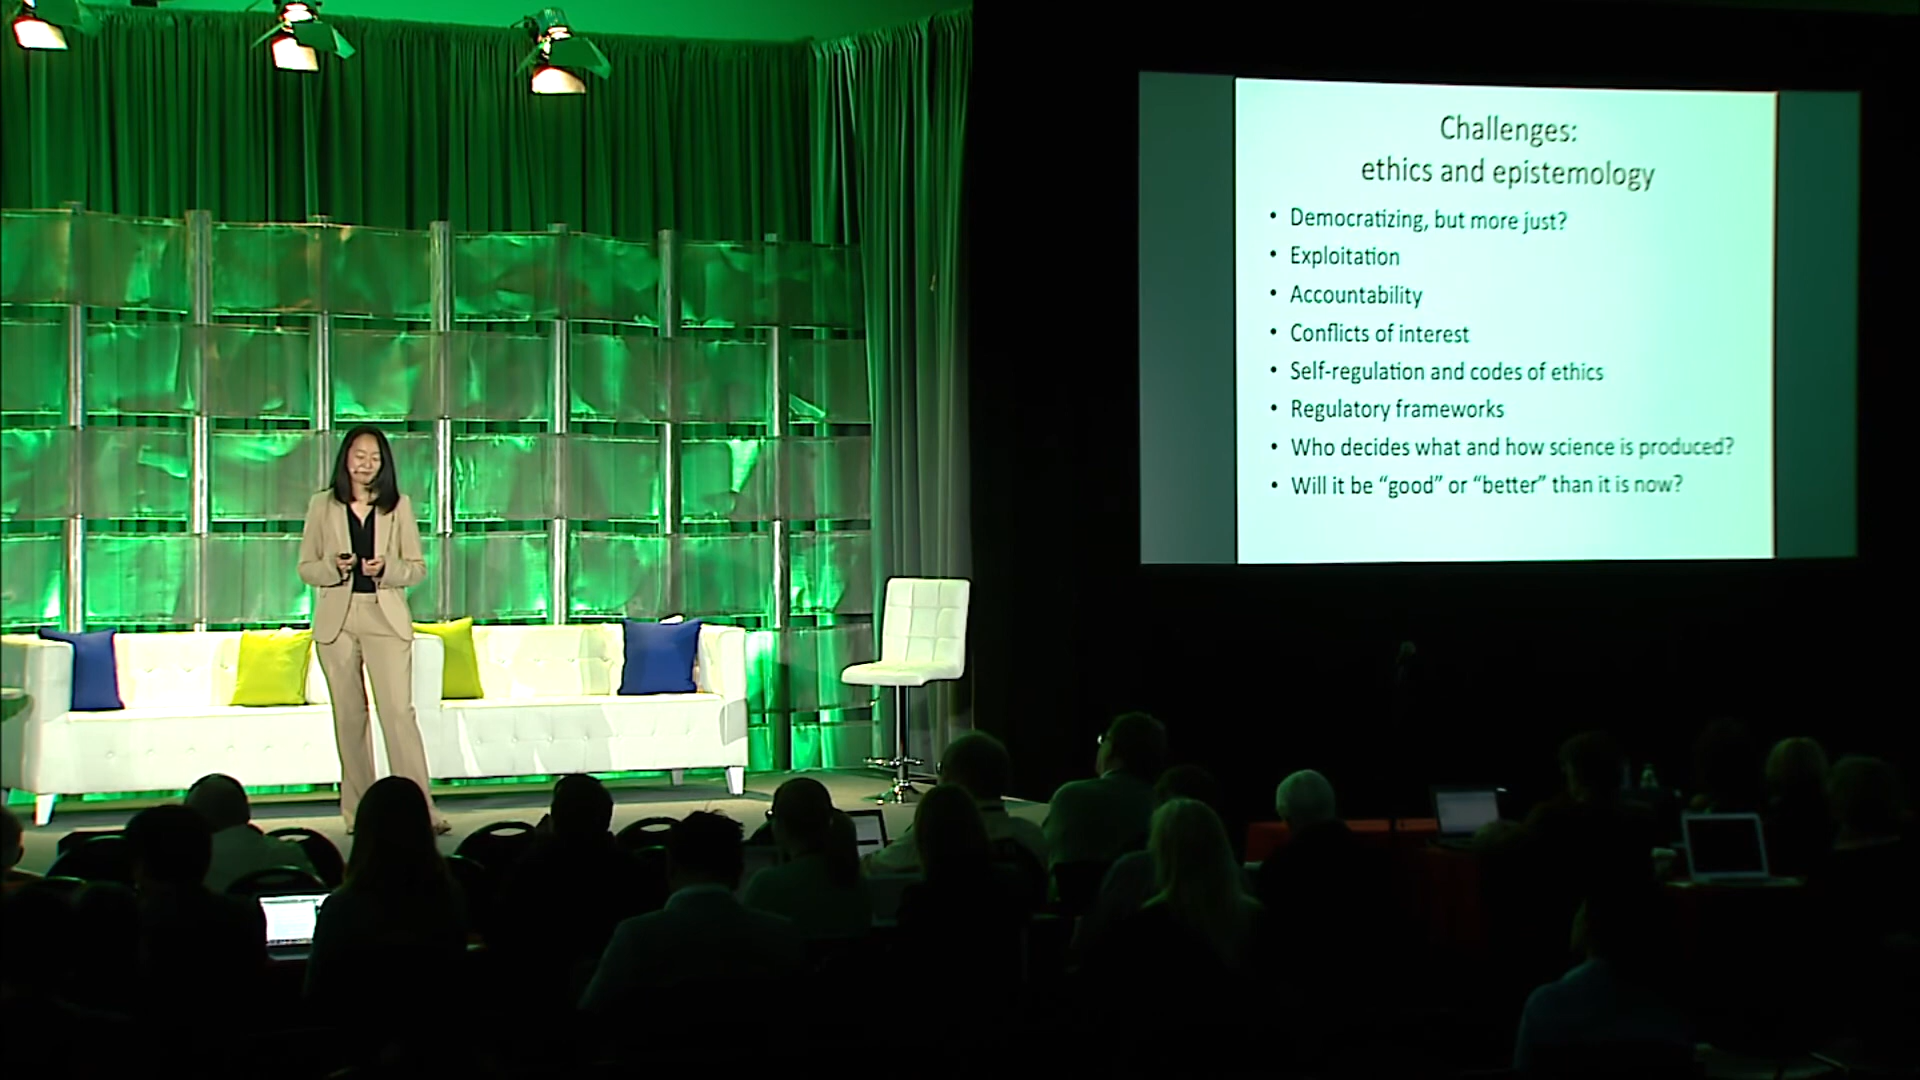 Challenges:
ethics and epistemology
• Democratizing, but more just?
• Exploitation
• Accountability
• Conflicts of interest
• Self-regulation and codes of ethics
• Regulatory frameworks
• Who decides what and how science is produced?
• Will it be “good” or “better” than it is now?